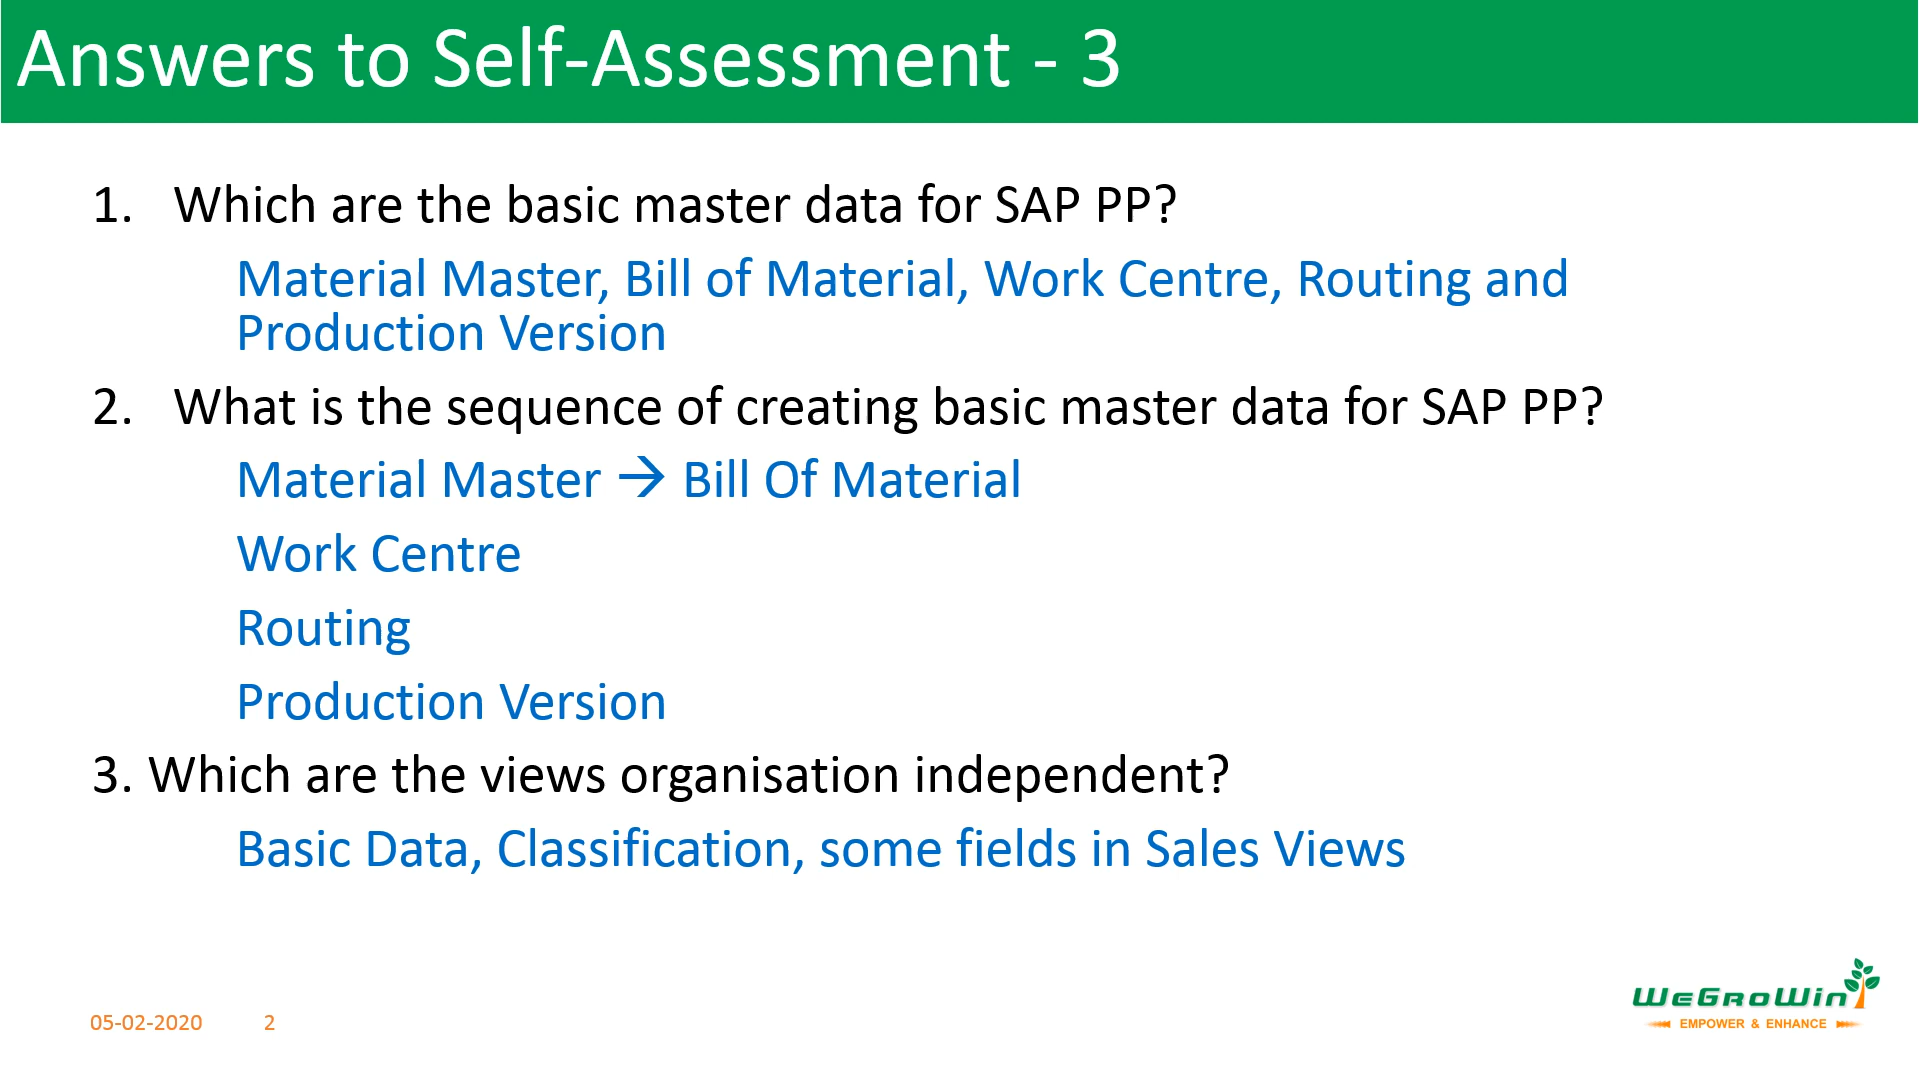 Answers to Self-Assessment - 3
1. Which are the basic master data for SAP PP?
Material Master, Bill of Material, Work Centre, Routing and
Production Version
2. What is the sequence of creating basic master data for SAP PP?
Material Master → Bill Of Material
Work Centre
Routing
Production Version
3. Which are the views organisation independent?
Basic Data, Classification, some fields in Sales Views
WeGroWin
EMPOWER & ENHANCE
05-02-2020 2